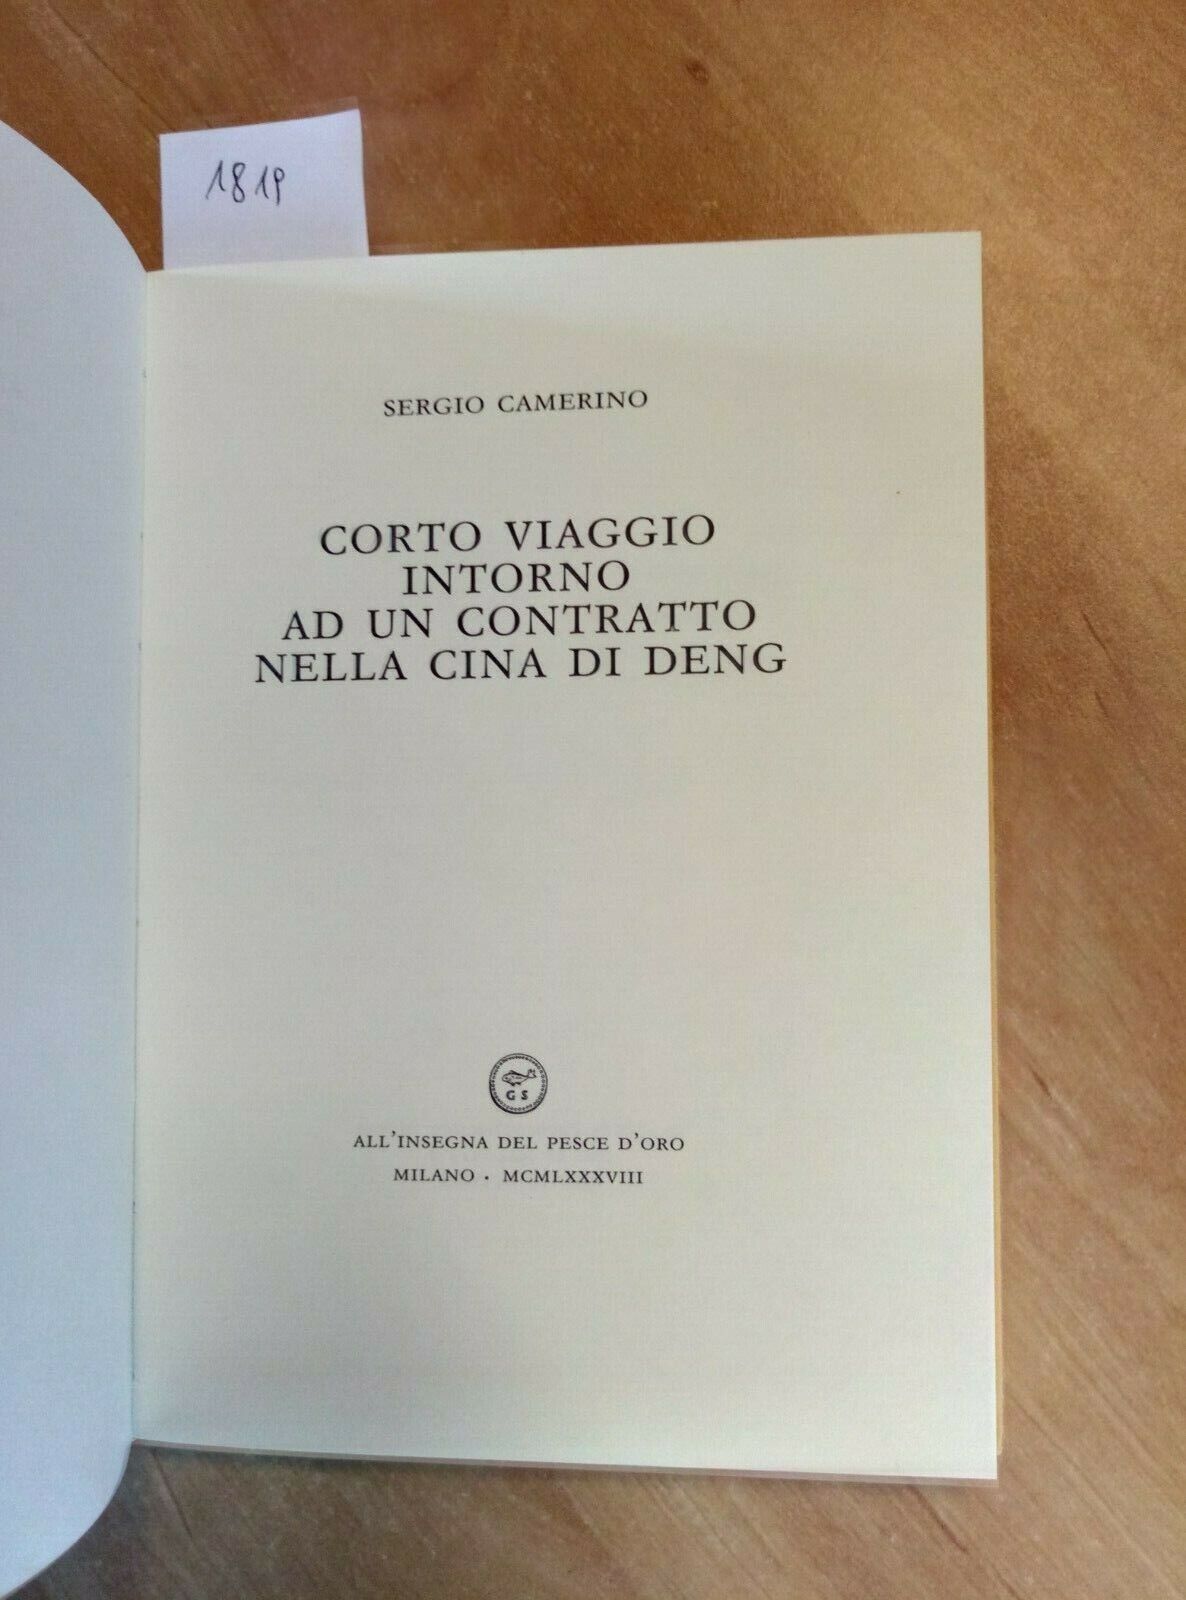 1819
SERGIO CAMERINO
CORTO VIAGGIO
INTORNO
AD UN CONTRATTO
NELLA CINA DI DENG
G S
ALL'INSEGNA DEL PESCE D'ORO
MILANO · MCMLXXXVIII